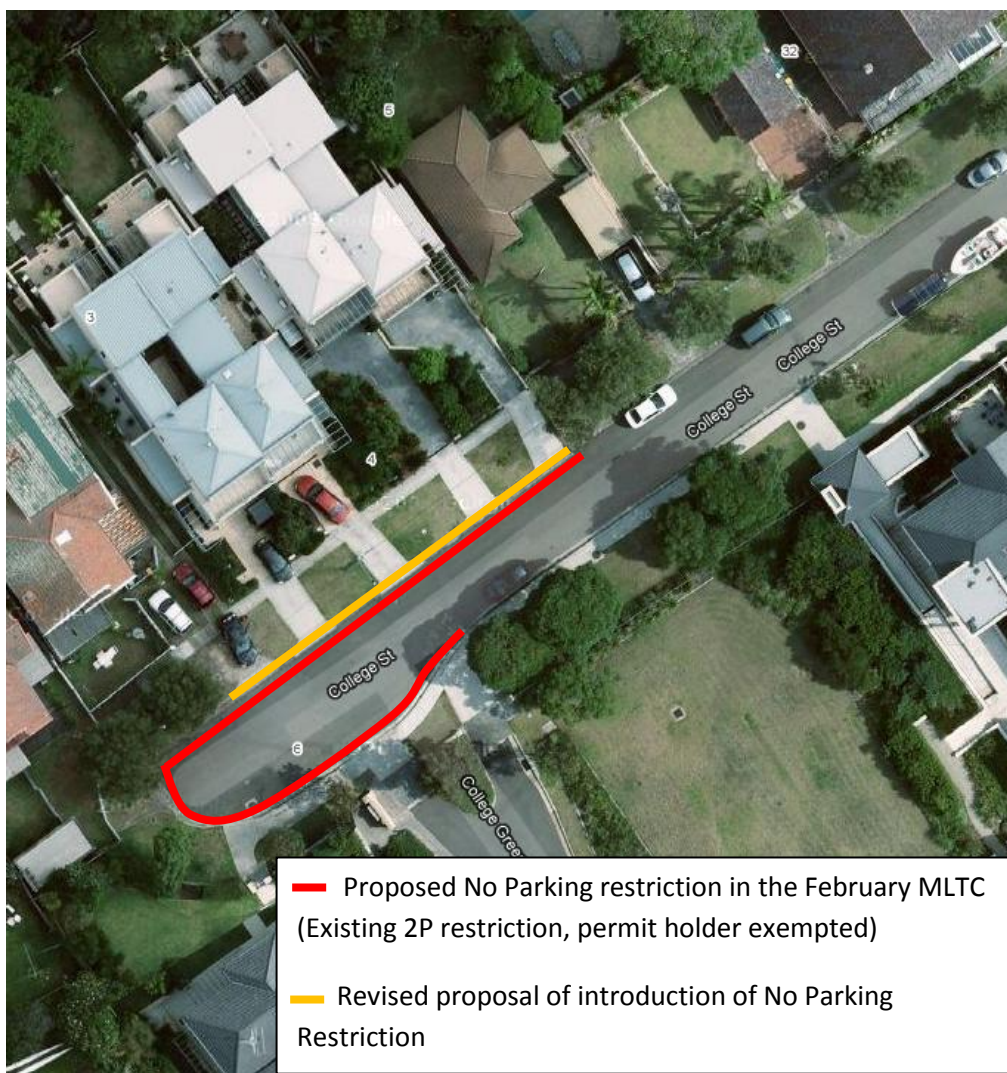 32
5
3
College St
College St
4
College St
6
College Gree
Proposed No Parking restriction in the February MLTC
(Existing 2P restriction, permit holder exempted)
Revised proposal of introduction of No Parking
Restriction